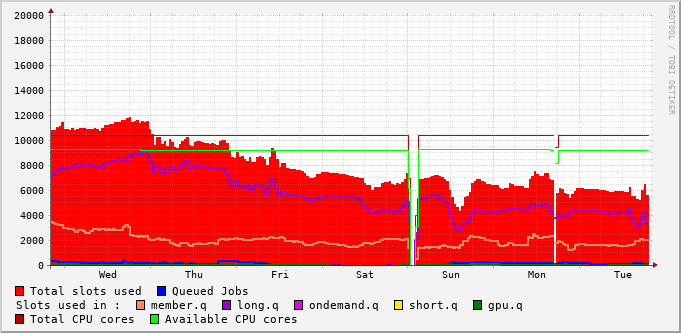 20000
18000
16000
14000
12000
10000
8000
6000
4000
2000
0
Wed Thu Fri Sat Sun Mon Tue
Total slots used Queued Jobs
Slots used in : member.q long.q ondemand.q short.q gpu.q
Total CPU cores Available CPU cores
RRDTOOL / TOBI OETIKER